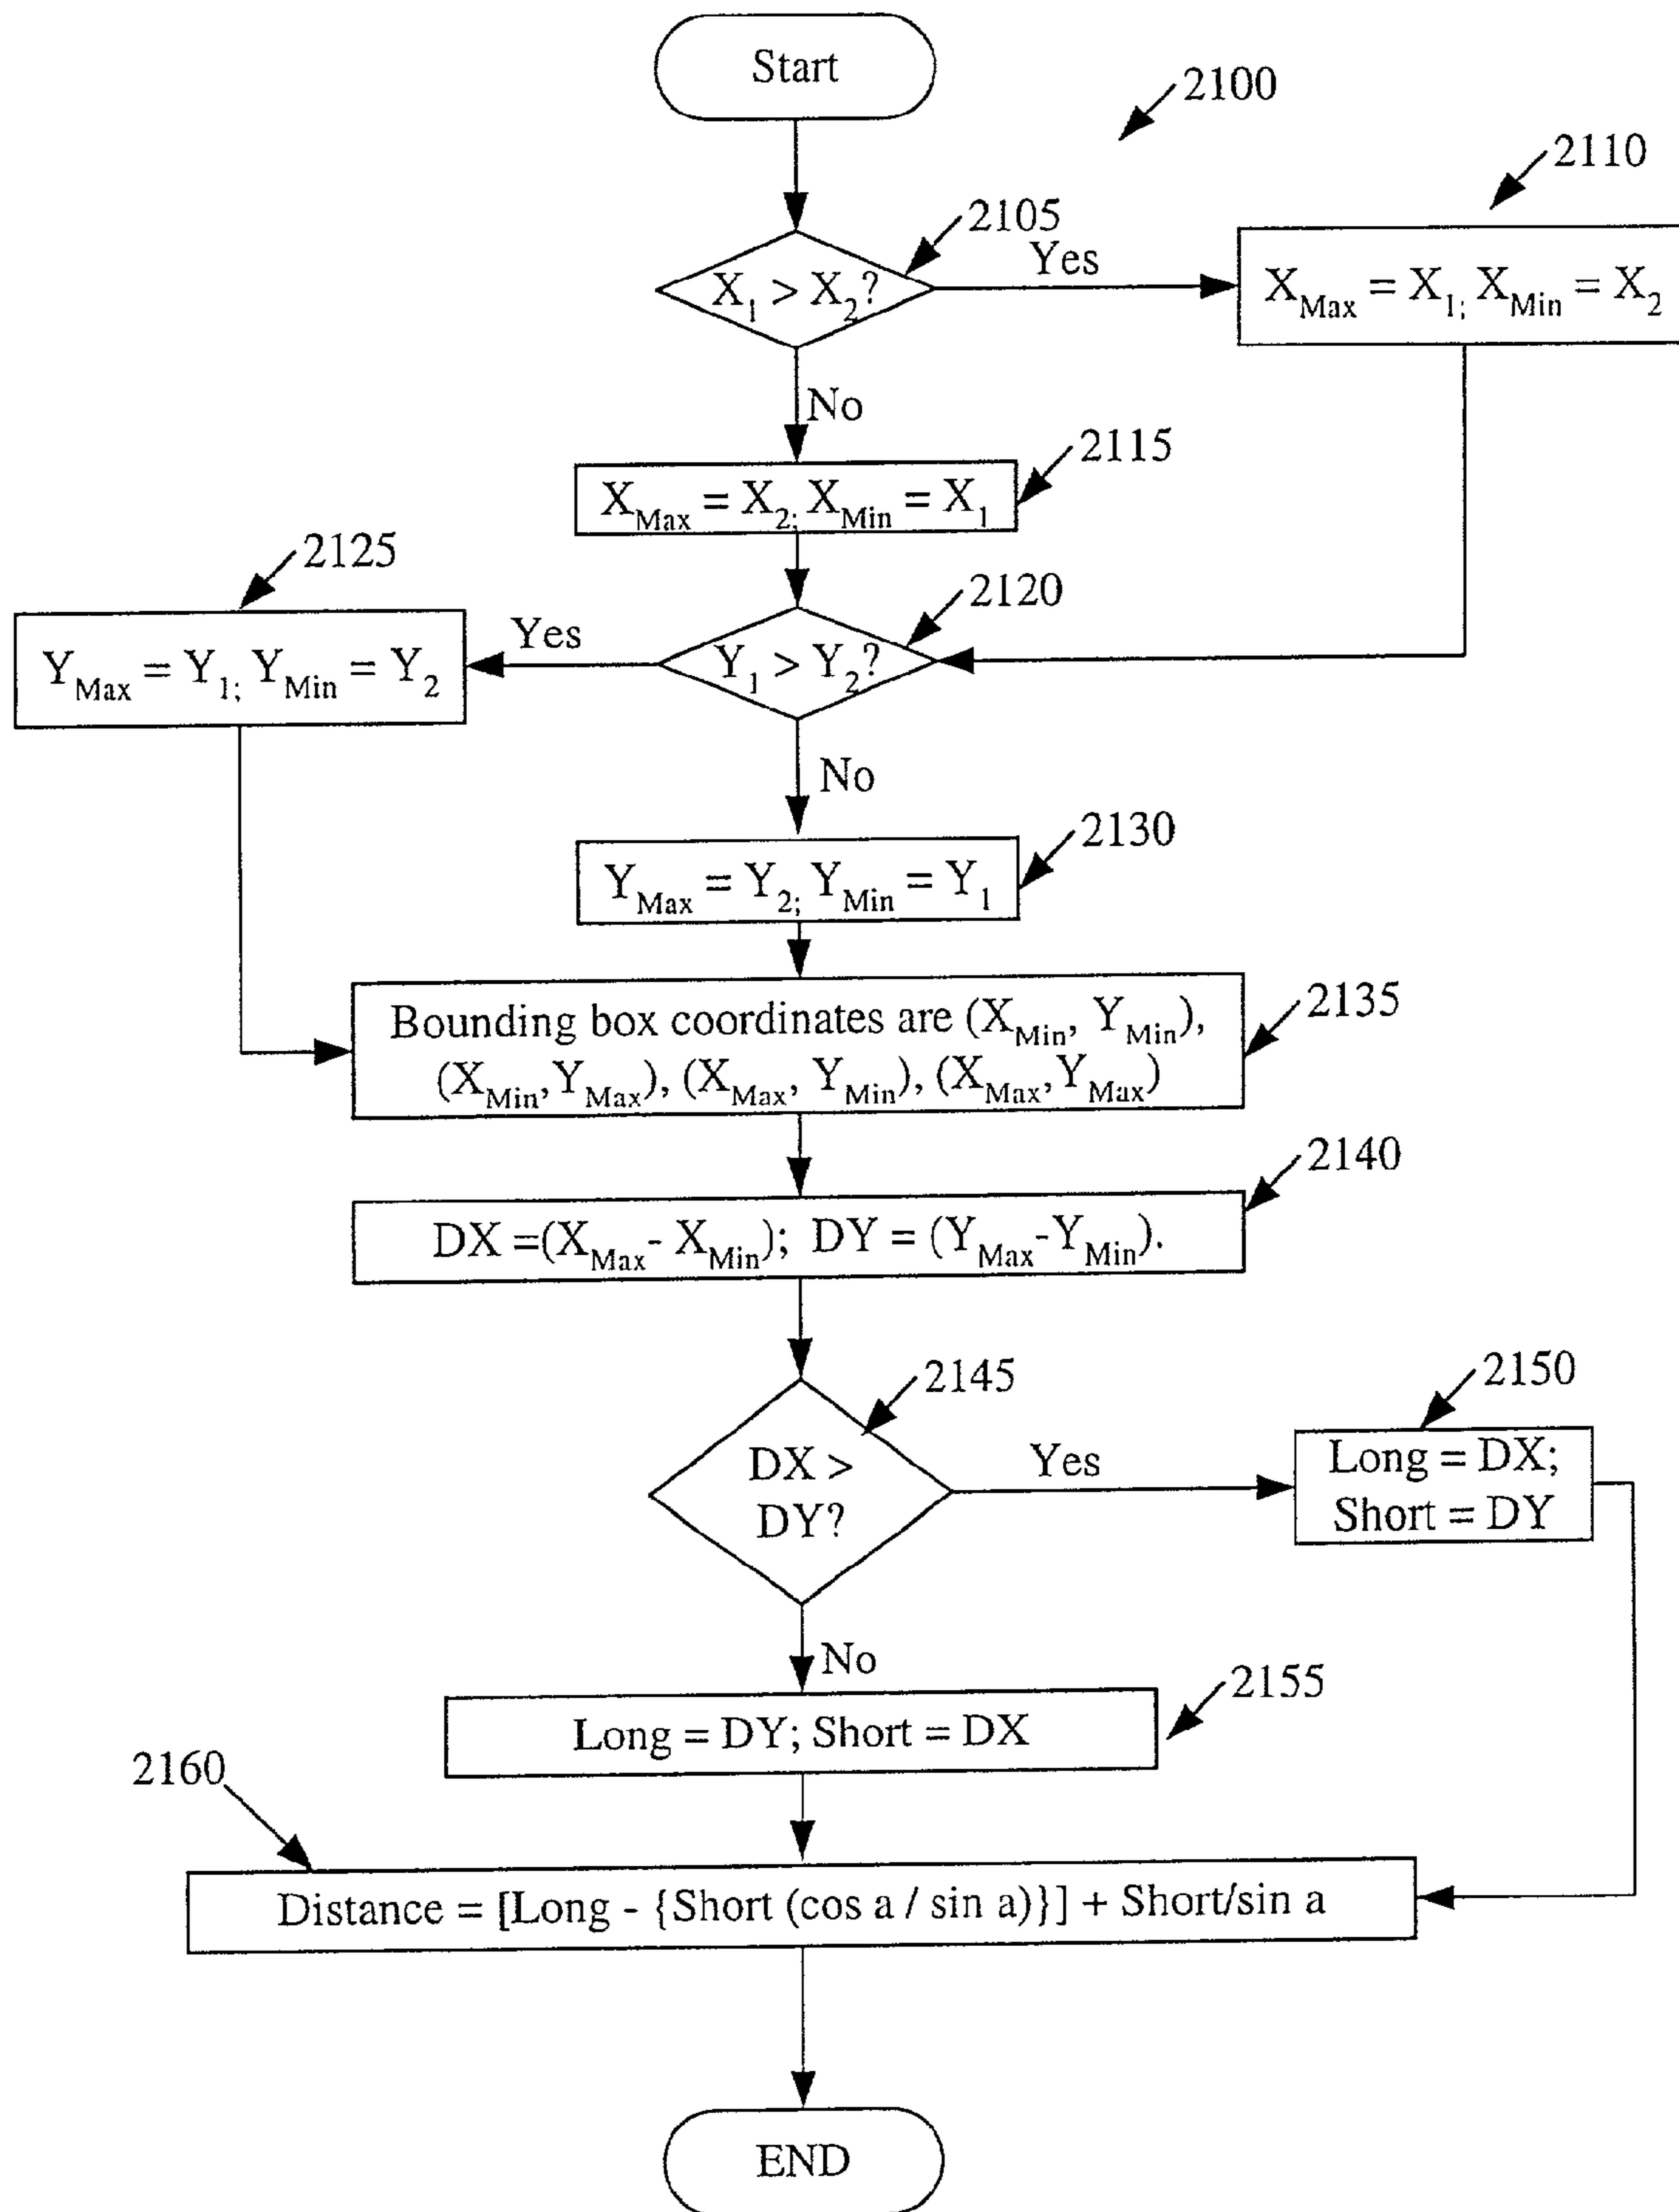 Start
2100
2110
2105
X1 > X2?
Yes
XMax = X1; XMin = X2
No
2115
XMax = X2; XMin = X1
2125
2120
YMax = Y1; YMin = Y2
Yes
Y1 > Y2?
No
2130
YMax = Y2; YMin = Y1
2135
Bounding box coordinates are (XMin, YMin),
(XMin, YMax), (XMax, YMin), (XMax, YMax)
2140
DX =(XMax- XMin); DY = (YMax-YMin).
2145
2150
DX >
DY?
Yes
Long = DX;
Short = DY
No
2155
Long = DY; Short = DX
2160
Distance = [Long - {Short (cos a / sin a)}] + Short/sin a
END